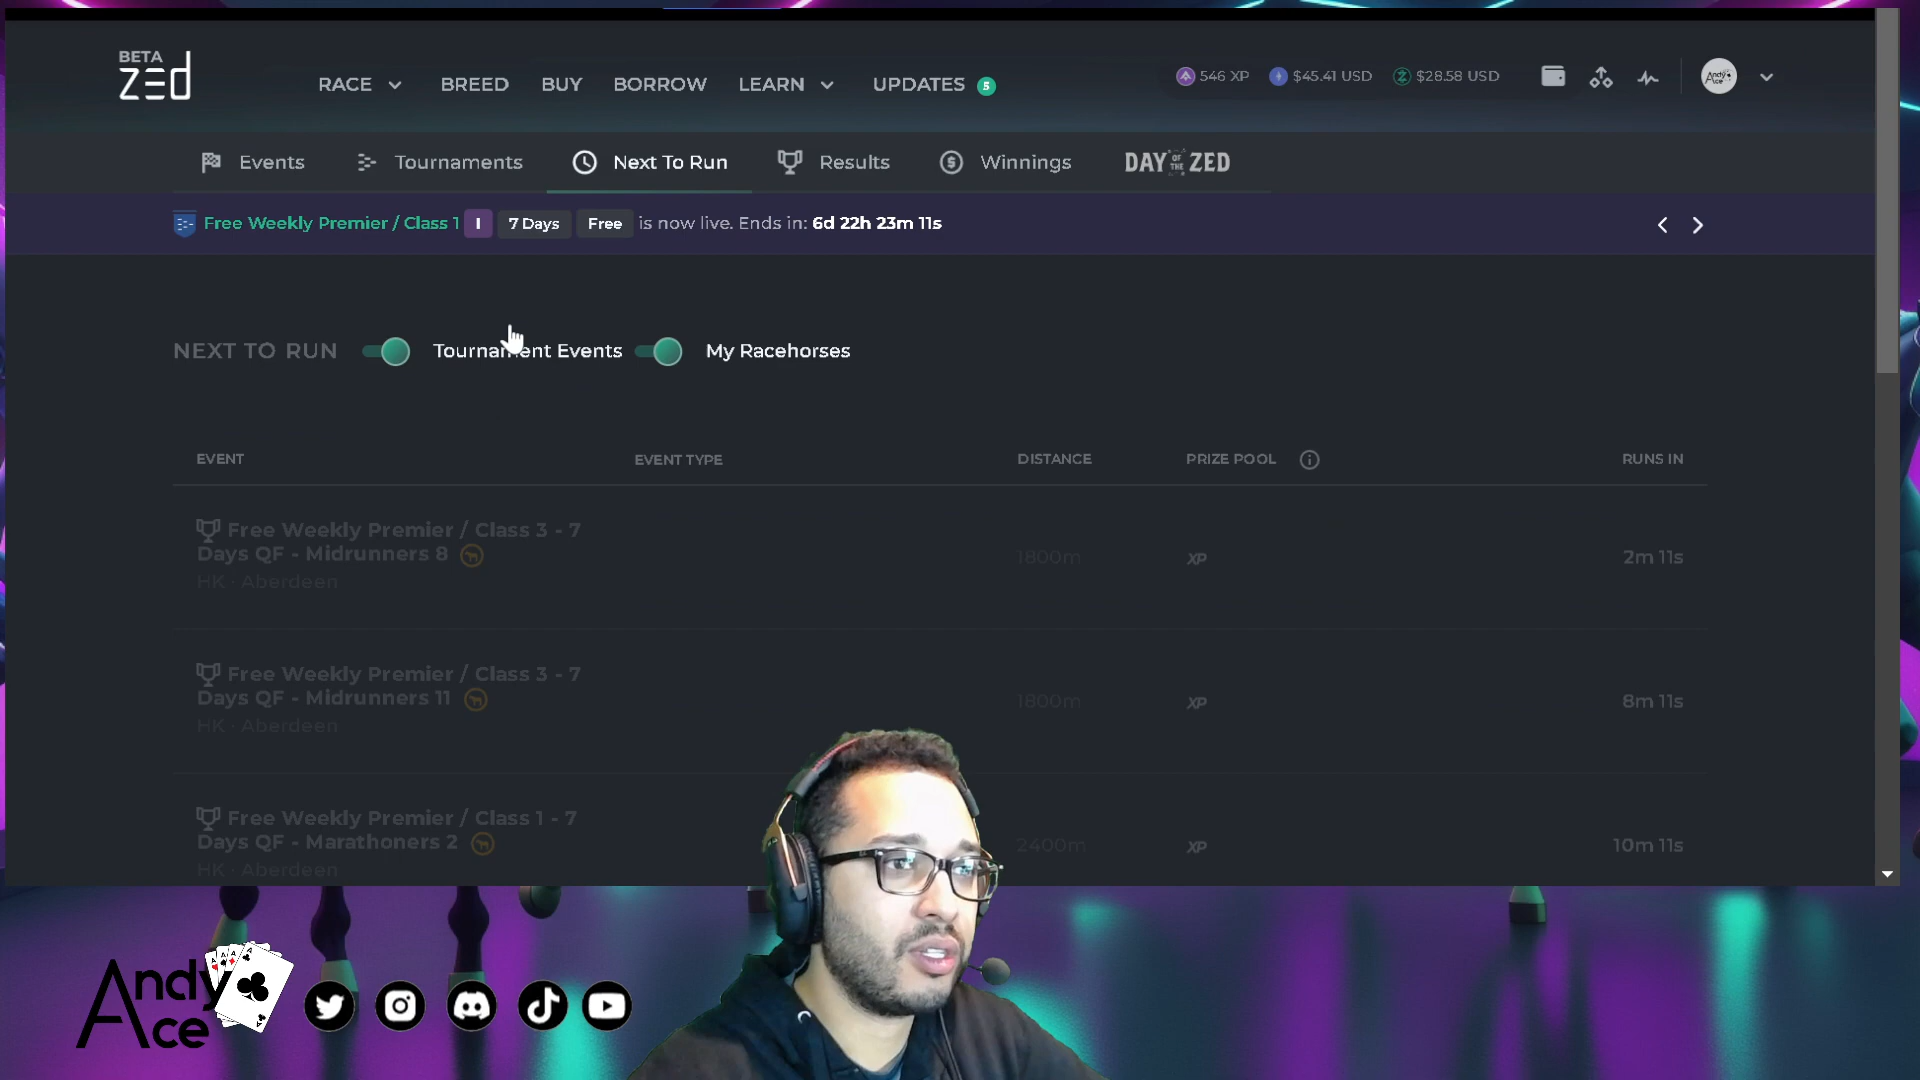 BETA
zed
RACE BREED BUY BORROW LEARN UPDATES 5
546 XP $45.41 USD $28.58 USD
Andy Ace
Events Tournaments Next To Run Results Winnings DAY OF THE ZED
Free Weekly Premier / Class 1 I 7 Days Free is now live. Ends in: 6d 22h 23m 11s
NEXT TO RUN Tournament Events My Racehorses
EVENT EVENT TYPE DISTANCE PRIZE POOL RUNS IN
Free Weekly Premier / Class 3 - 7
Days QF - Midrunners 8
HK · Aberdeen
1800m XP 2m 11s
Free Weekly Premier / Class 3 - 7
Days QF - Midrunners 11
HK · Aberdeen
1800m XP 8m 11s
Free Weekly Premier / Class 1 - 7
Days QF - Marathoners 2
HK · Aberdeen
2400m XP 10m 11s
Andy
Ace
A A A A